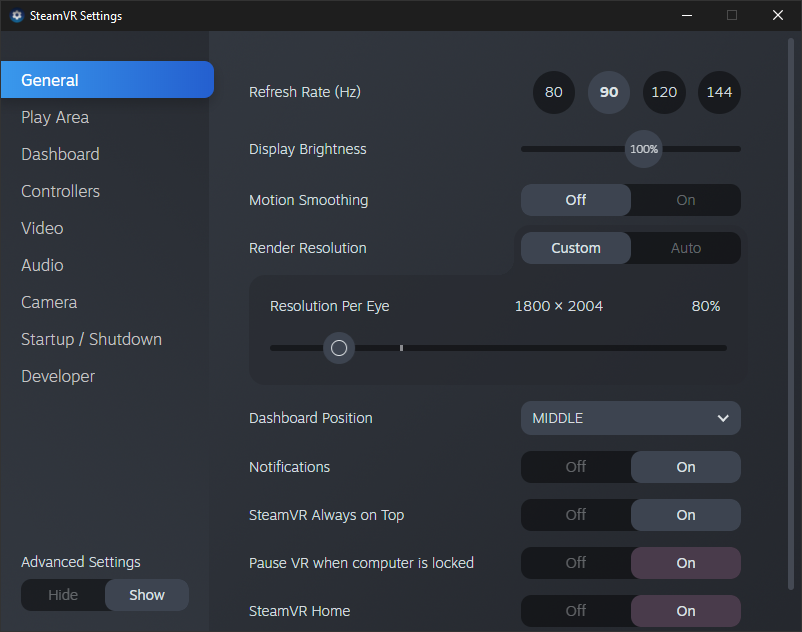 SteamVR Settings
General
Play Area
Dashboard
Controllers
Video
Audio
Camera
Startup / Shutdown
Developer
Advanced Settings
Hide Show
Refresh Rate (Hz) 80 90 120 144
Display Brightness 100%
Motion Smoothing Off On
Render Resolution Custom Auto
Resolution Per Eye 1800 × 2004 80%
Dashboard Position MIDDLE
Notifications Off On
SteamVR Always on Top Off On
Pause VR when computer is locked Off On
SteamVR Home Off On